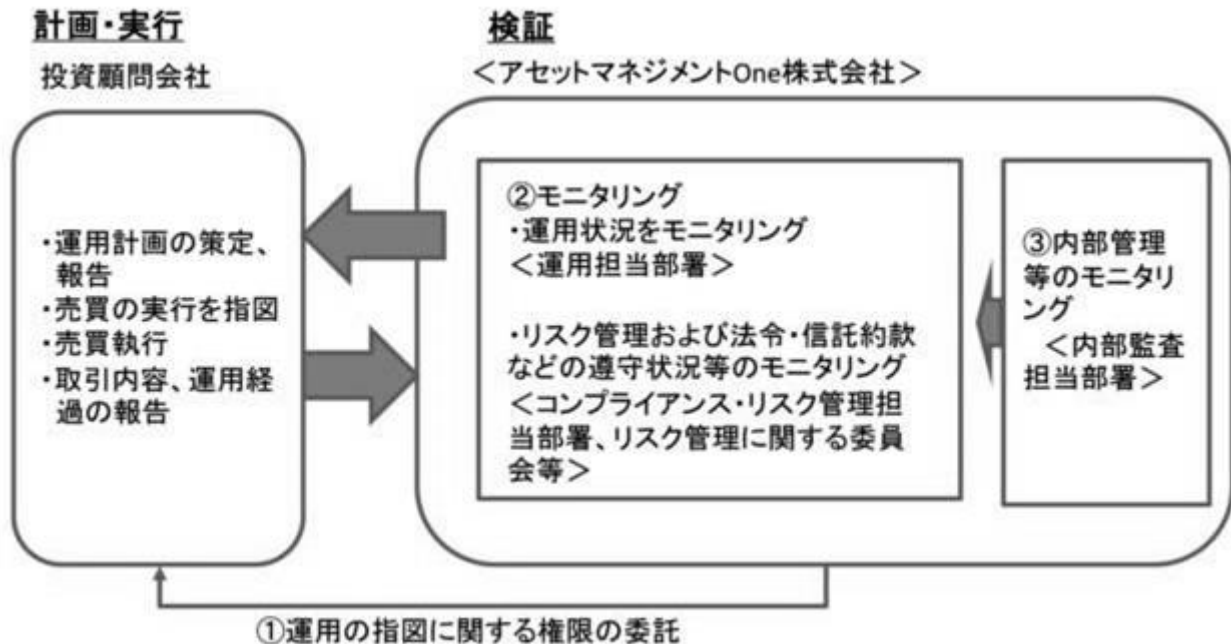 計画・実行
投資顧問会社
・運用計画の策定、
報告
・売買の実行を指図
・売買執行
・取引内容、運用経
過の報告
検証
＜アセットマネジメントOne株式会社＞
②モニタリング
・運用状況をモニタリング
＜運用担当部署＞
・リスク管理および法令・信託約款
などの遵守状況等のモニタリング
＜コンプライアンス・リスク管理担
当部署、リスク管理に関する委員
会等＞
③内部管理
等のモニタリ
ング
＜内部監査
担当部署＞
①運用の指図に関する権限の委託